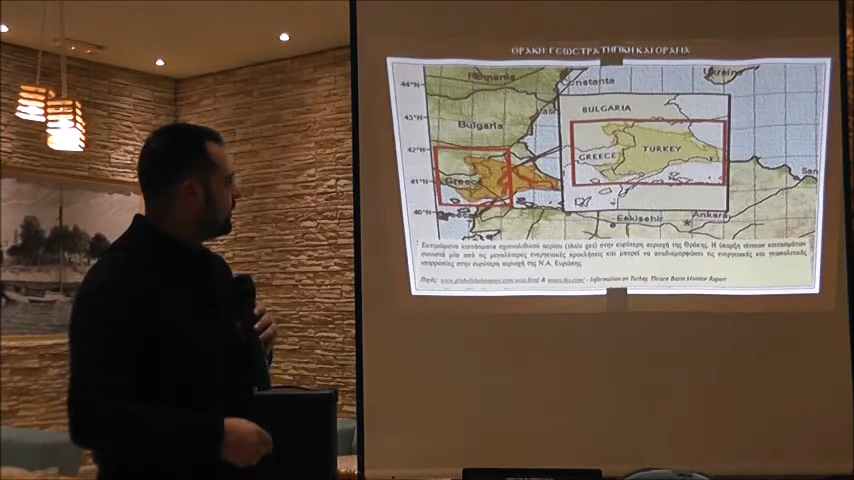 ΘΡΑΚΗ: ΓΕΩΣΤΡΑΤΗΓΙΚΗ ΚΑΙ ΟΡΑΜΑ
Romania
Constanta
Ukraine
44°N
43°N
42°N
41°N
40°N
Bulgaria
BULGARIA
GREECE
TURKEY
Greece
Eskisehir
Ankara
Εκτιμώμενα κοιτάσματα σχιστολιθικού αερίου (shale gas) στην ευρύτερη περιοχή της Θράκης. Η ύπαρξη τέτοιων κοιτασμάτων
συνιστά μία από τις μεγαλύτερες ενεργειακές προκλήσεις και μπορεί να αναδιαμορφώσει τις ενεργειακές και γεωπολιτικές
ισορροπίες στην ευρύτερη περιοχή της Ν.Α. Ευρώπης.
- Information on Turkey, Thrace Basin Monitor Report